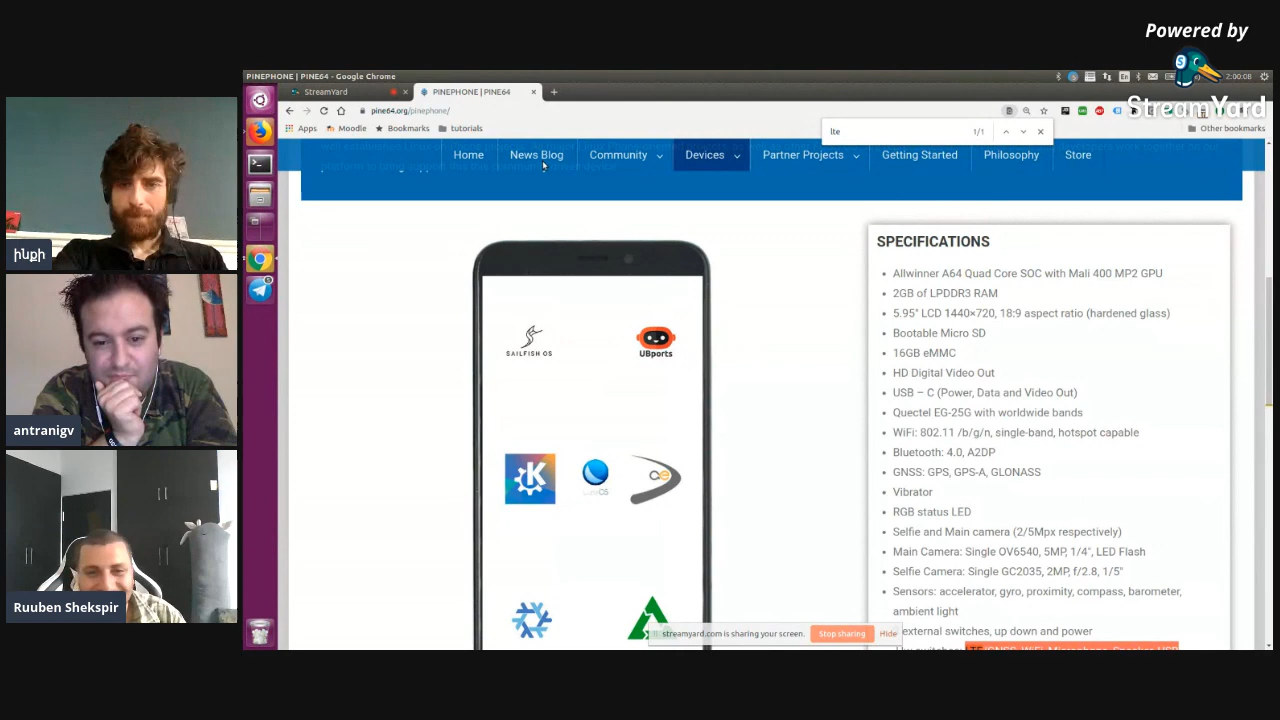 Powered by
StreamYard
PINEPHONE | PINE64 - Google Chrome
En
2:00:08
StreamYard
PINEPHONE | PINE64
pine64.org/pinephone/
Apps
Moodle
Bookmarks
tutorials
Other bookmarks
lte
1/1
Home
News Blog
Community
Devices
Partner Projects
Getting Started
Philosophy
Store
SAILFISH OS
UBports
SPECIFICATIONS
Allwinner A64 Quad Core SOC with Mali 400 MP2 GPU
2GB of LPDDR3 RAM
5.95" LCD 1440×720, 18:9 aspect ratio (hardened glass)
Bootable Micro SD
16GB eMMC
HD Digital Video Out
USB – C (Power, Data and Video Out)
Quectel EG-25G with worldwide bands
WiFi: 802.11 /b/g/n, single-band, hotspot capable
Bluetooth: 4.0, A2DP
GNSS: GPS, GPS-A, GLONASS
Vibrator
RGB status LED
Selfie and Main camera (2/5Mpx respectively)
Main Camera: Single OV6540, 5MP, 1/4", LED Flash
Selfie Camera: Single GC2035, 2MP, f/2.8, 1/5"
Sensors: accelerator, gyro, proximity, compass, barometer,
ambient light
external switches, up down and power
streamyard.com is sharing your screen.
Stop sharing
Hide
ինքի
antranigv
Ruuben Shekspir